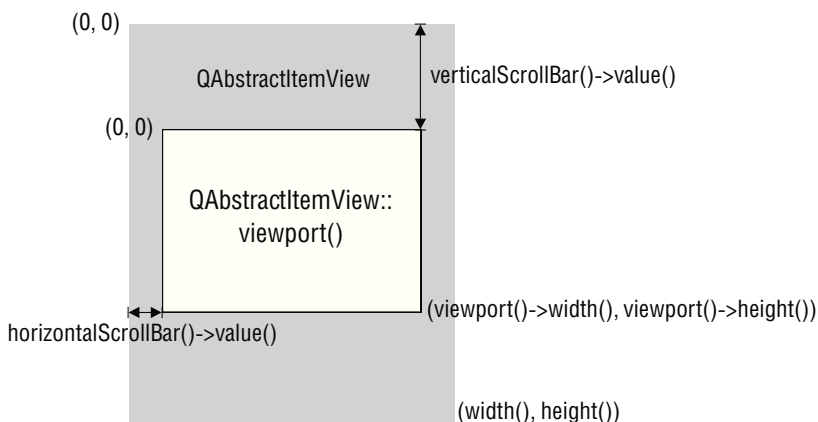 (0, 0)
QAbstractItemView
verticalScrollBar()->value()
(0, 0)
QAbstractItemView::
viewport()
(viewport()->width(), viewport()->height())
horizontalScrollBar()->value()
(width(), height())